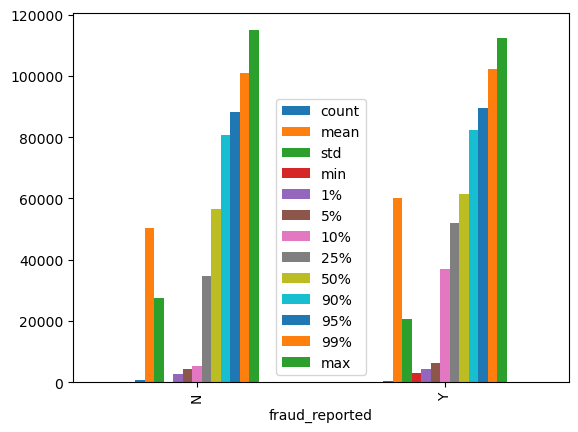 120000
100000
80000
60000
40000
20000
0
count
mean
std
min
1%
5%
10%
25%
50%
90%
95%
99%
max
N
Y
fraud_reported